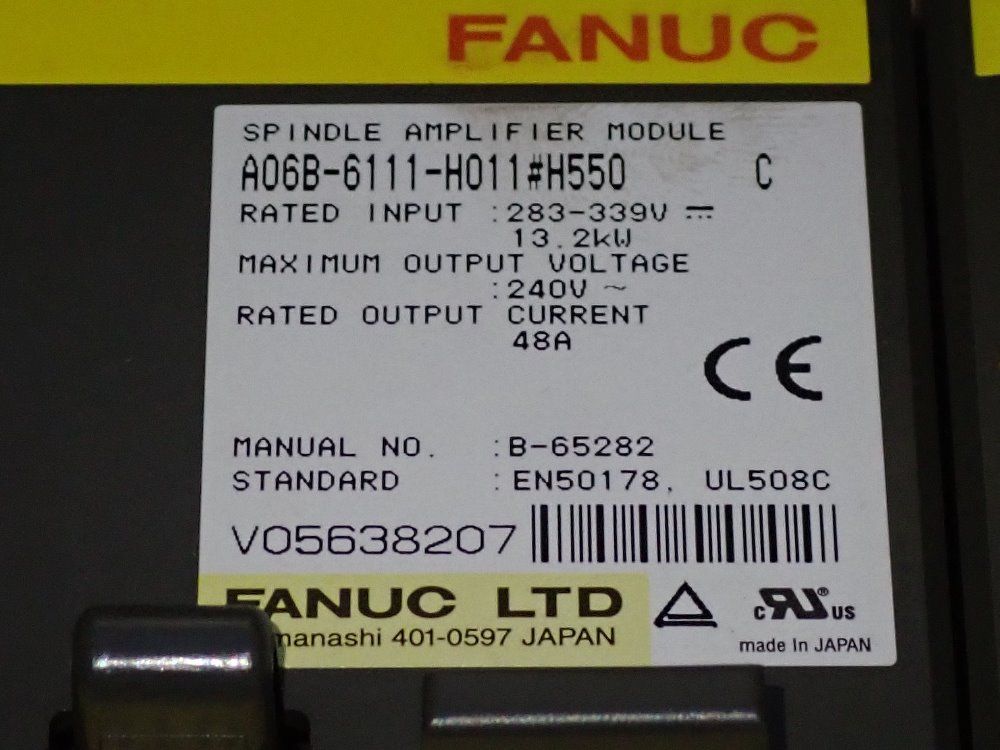 FANUC
SPINDLE AMPLIFIER MODULE
A06B-6111-H011#H550 C
RATED INPUT :283-339V ⎓
13.2kW
MAXIMUM OUTPUT VOLTAGE
:240V ~
RATED OUTPUT CURRENT
48A
CE
MANUAL NO. :B-65282
STANDARD :EN50178, UL508C
V05638207
FANUC LTD
manashi 401-0597 JAPAN
c RU US
made in JAPAN